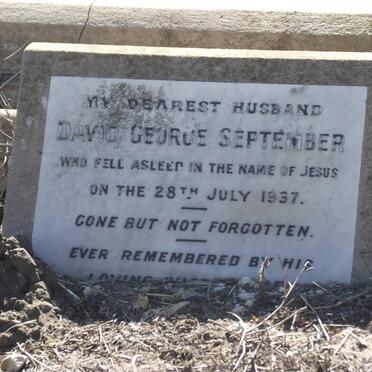 MY DEAREST HUSBAND
DAVID GEORGE SEPTEMBER
WHO FELL ASLEEP IN THE NAME OF JESUS
ON THE 28TH JULY 1937.
GONE BUT NOT FORGOTTEN.
EVER REMEMBERED BY HIS
LOVING